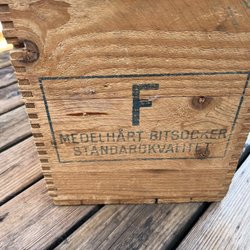 F
MEDELHÅRT BITSOCKER
STANDARDKVALITET